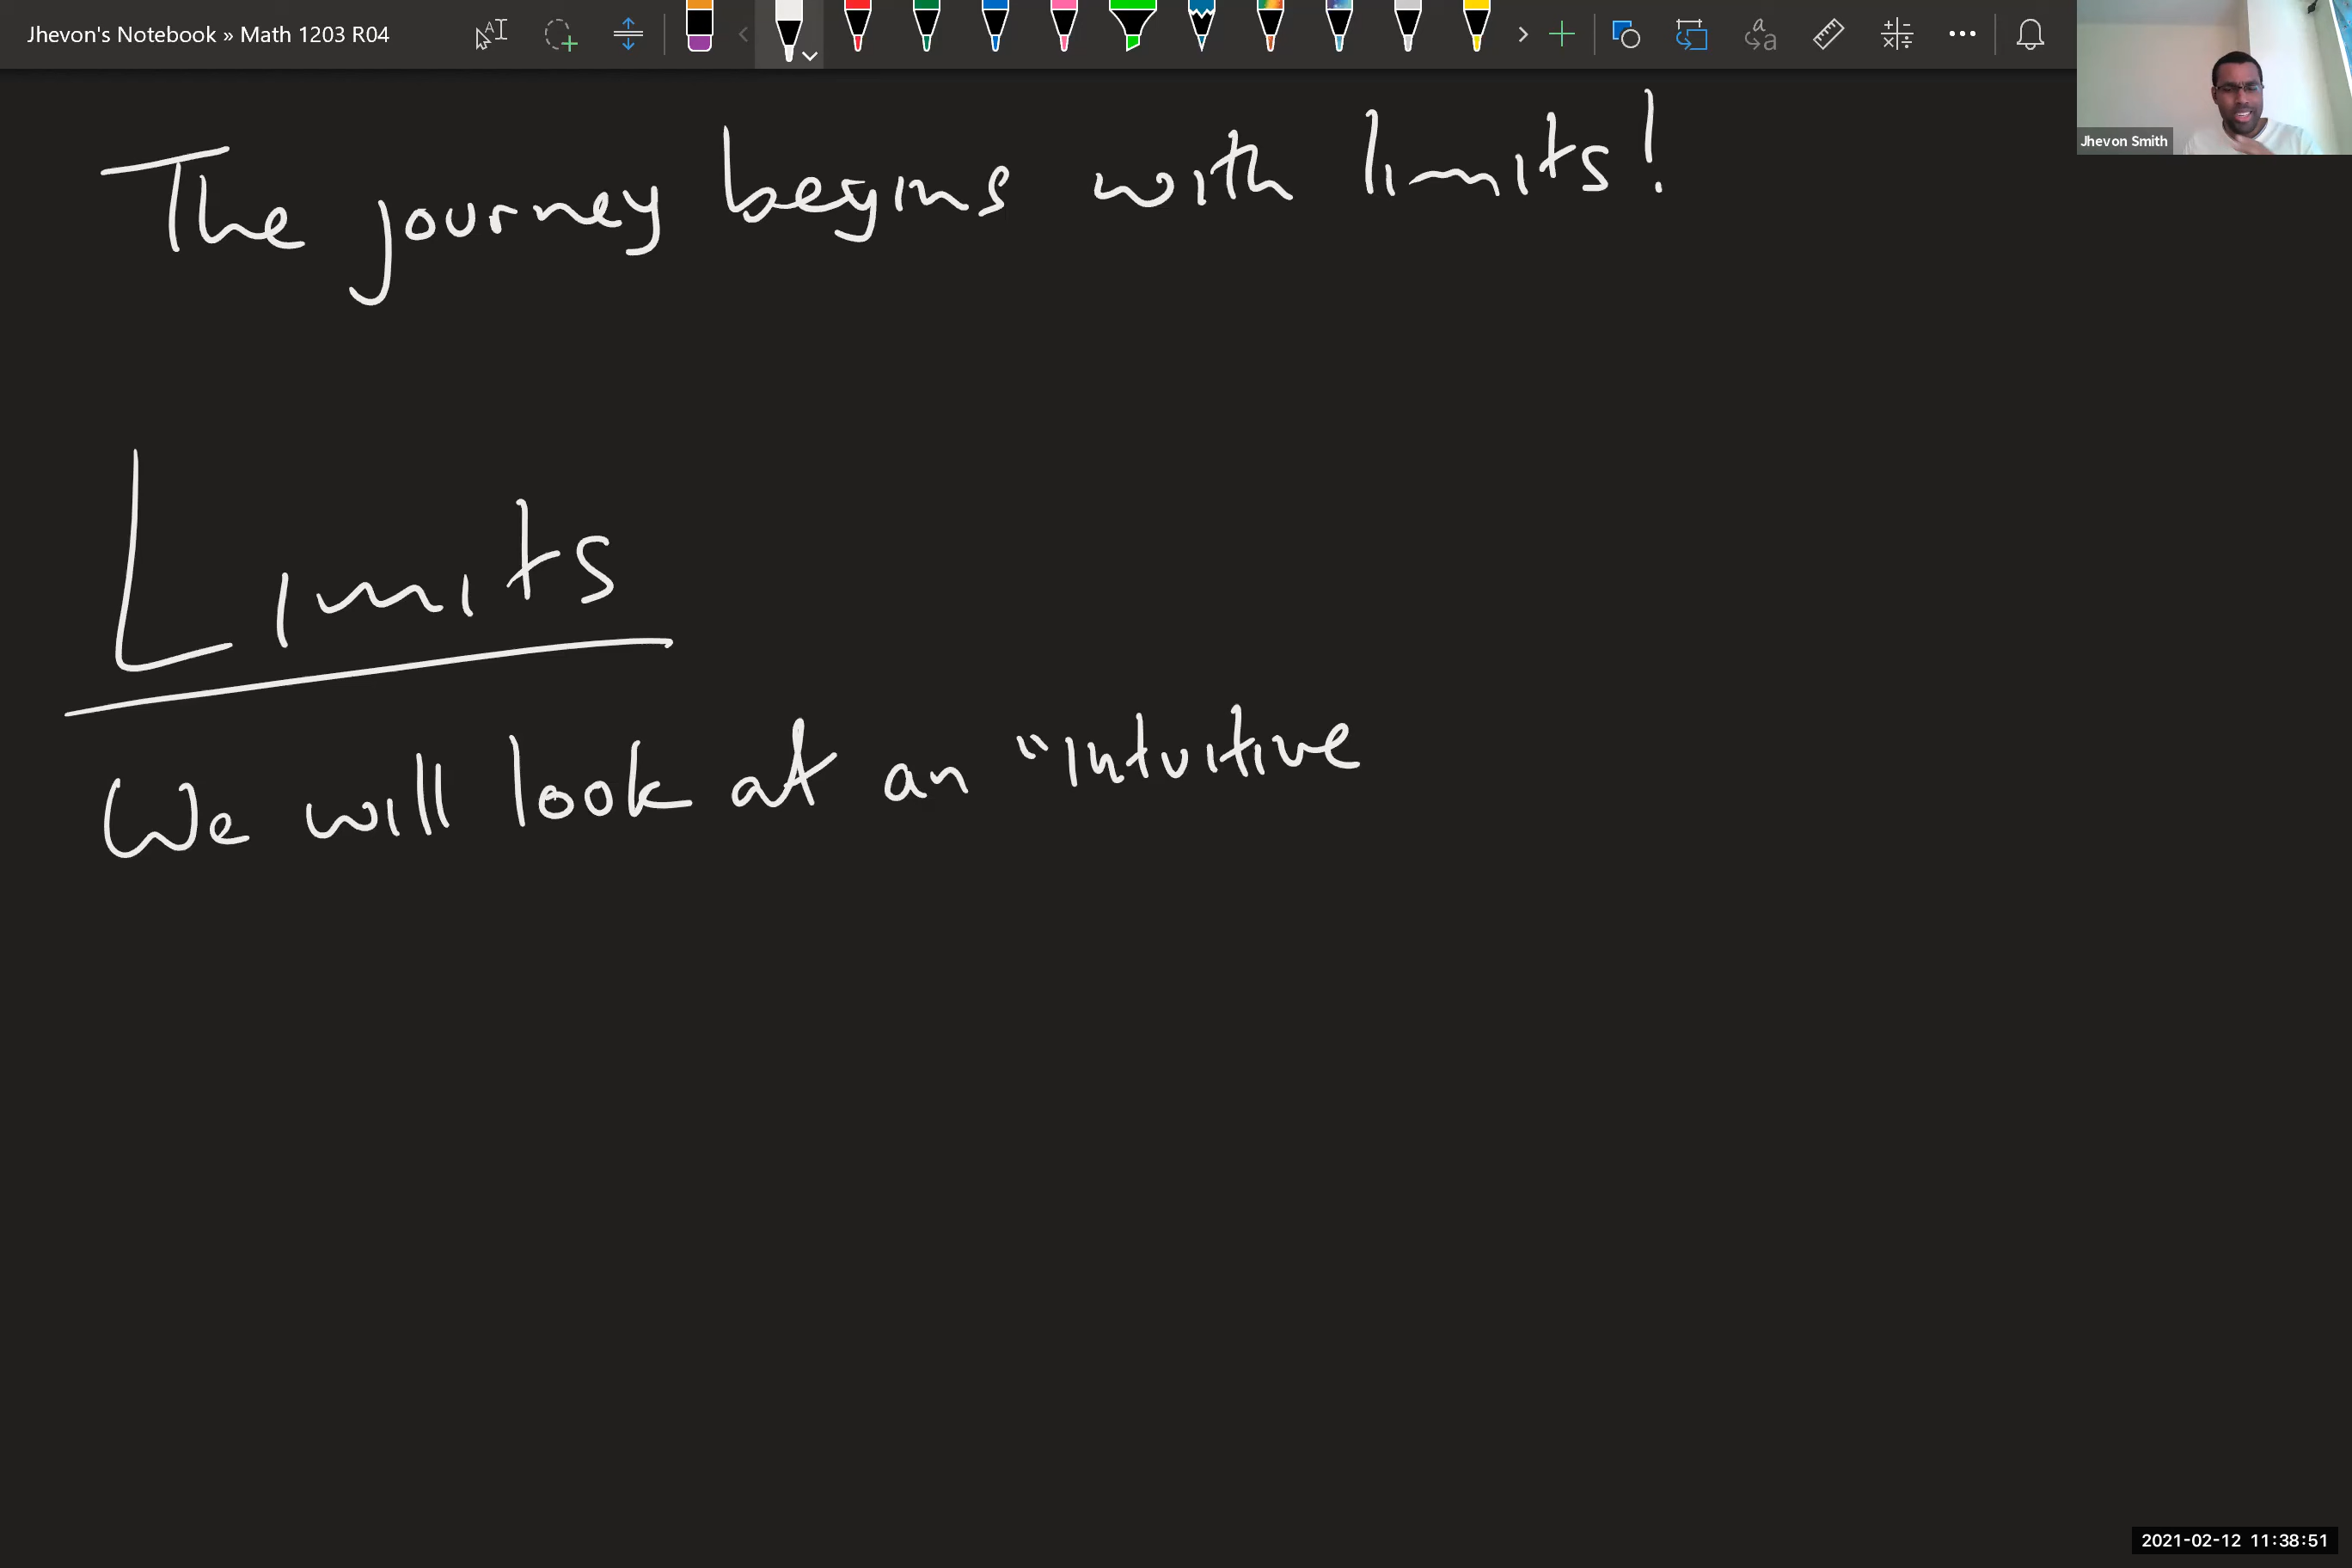 Jhevon's Notebook » Math 1203 R04
Jhevon Smith
The journey begins with limits!
Limits
We will look at an "intuitive
2021-02-12 11:38:51